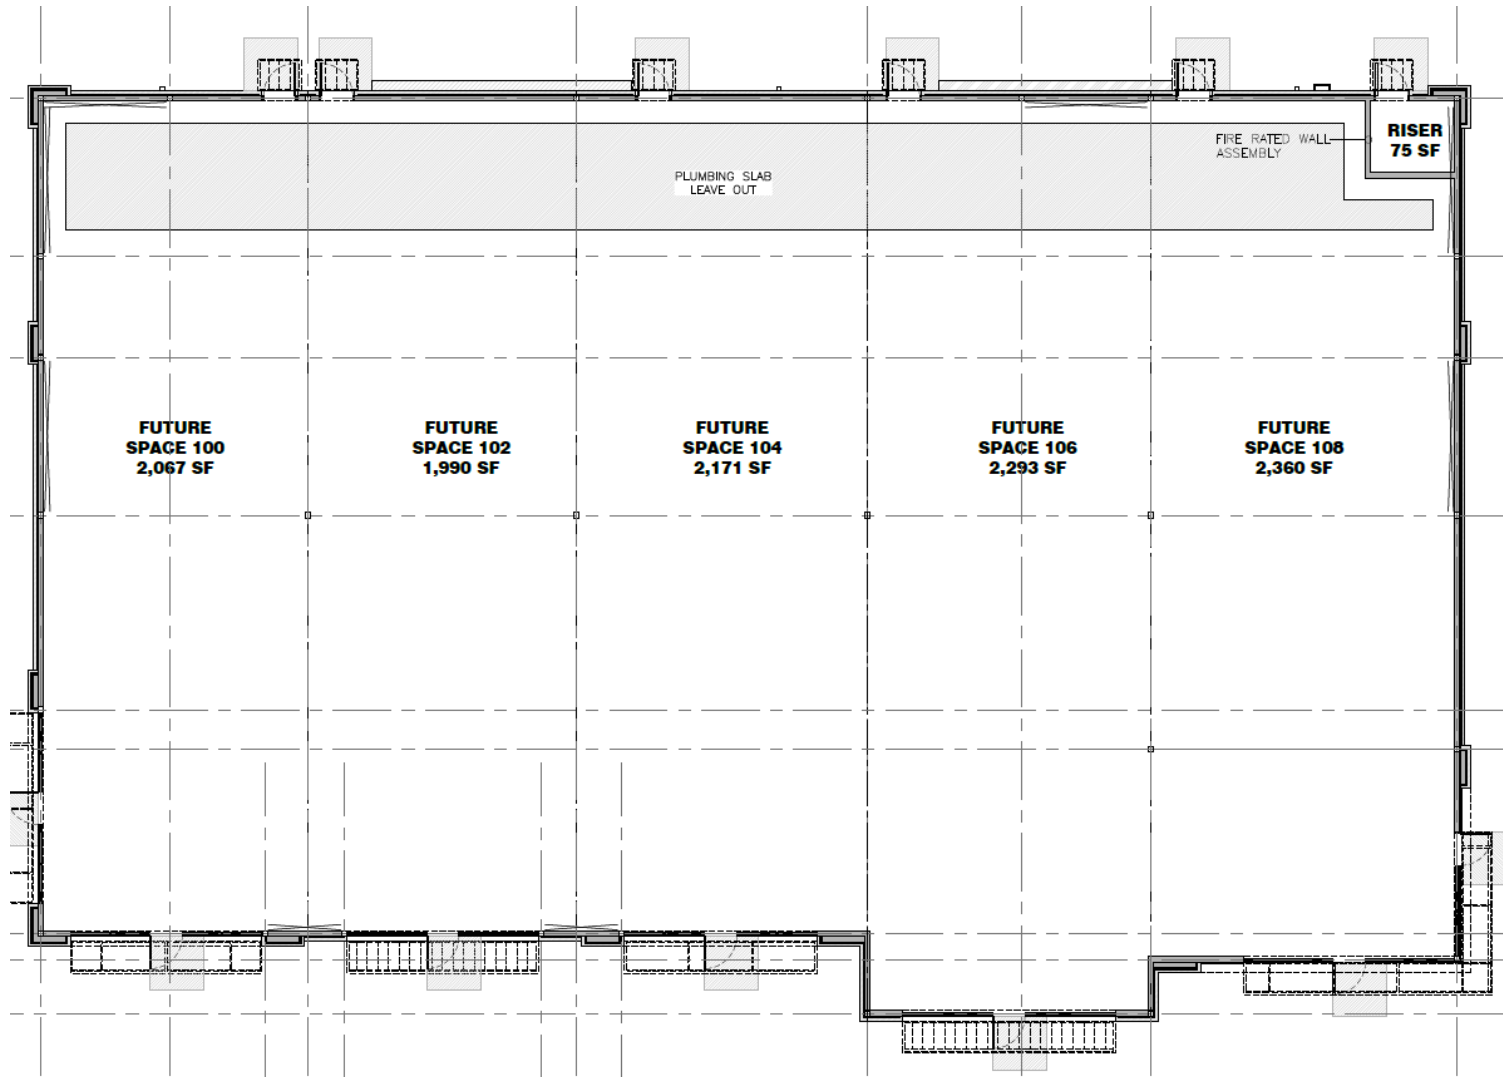 RISER
75 SF
FIRE RATED WALL
ASSEMBLY
PLUMBING SLAB
LEAVE OUT
FUTURE
SPACE 100
2,067 SF
FUTURE
SPACE 102
1,990 SF
FUTURE
SPACE 104
2,171 SF
FUTURE
SPACE 106
2,293 SF
FUTURE
SPACE 108
2,360 SF